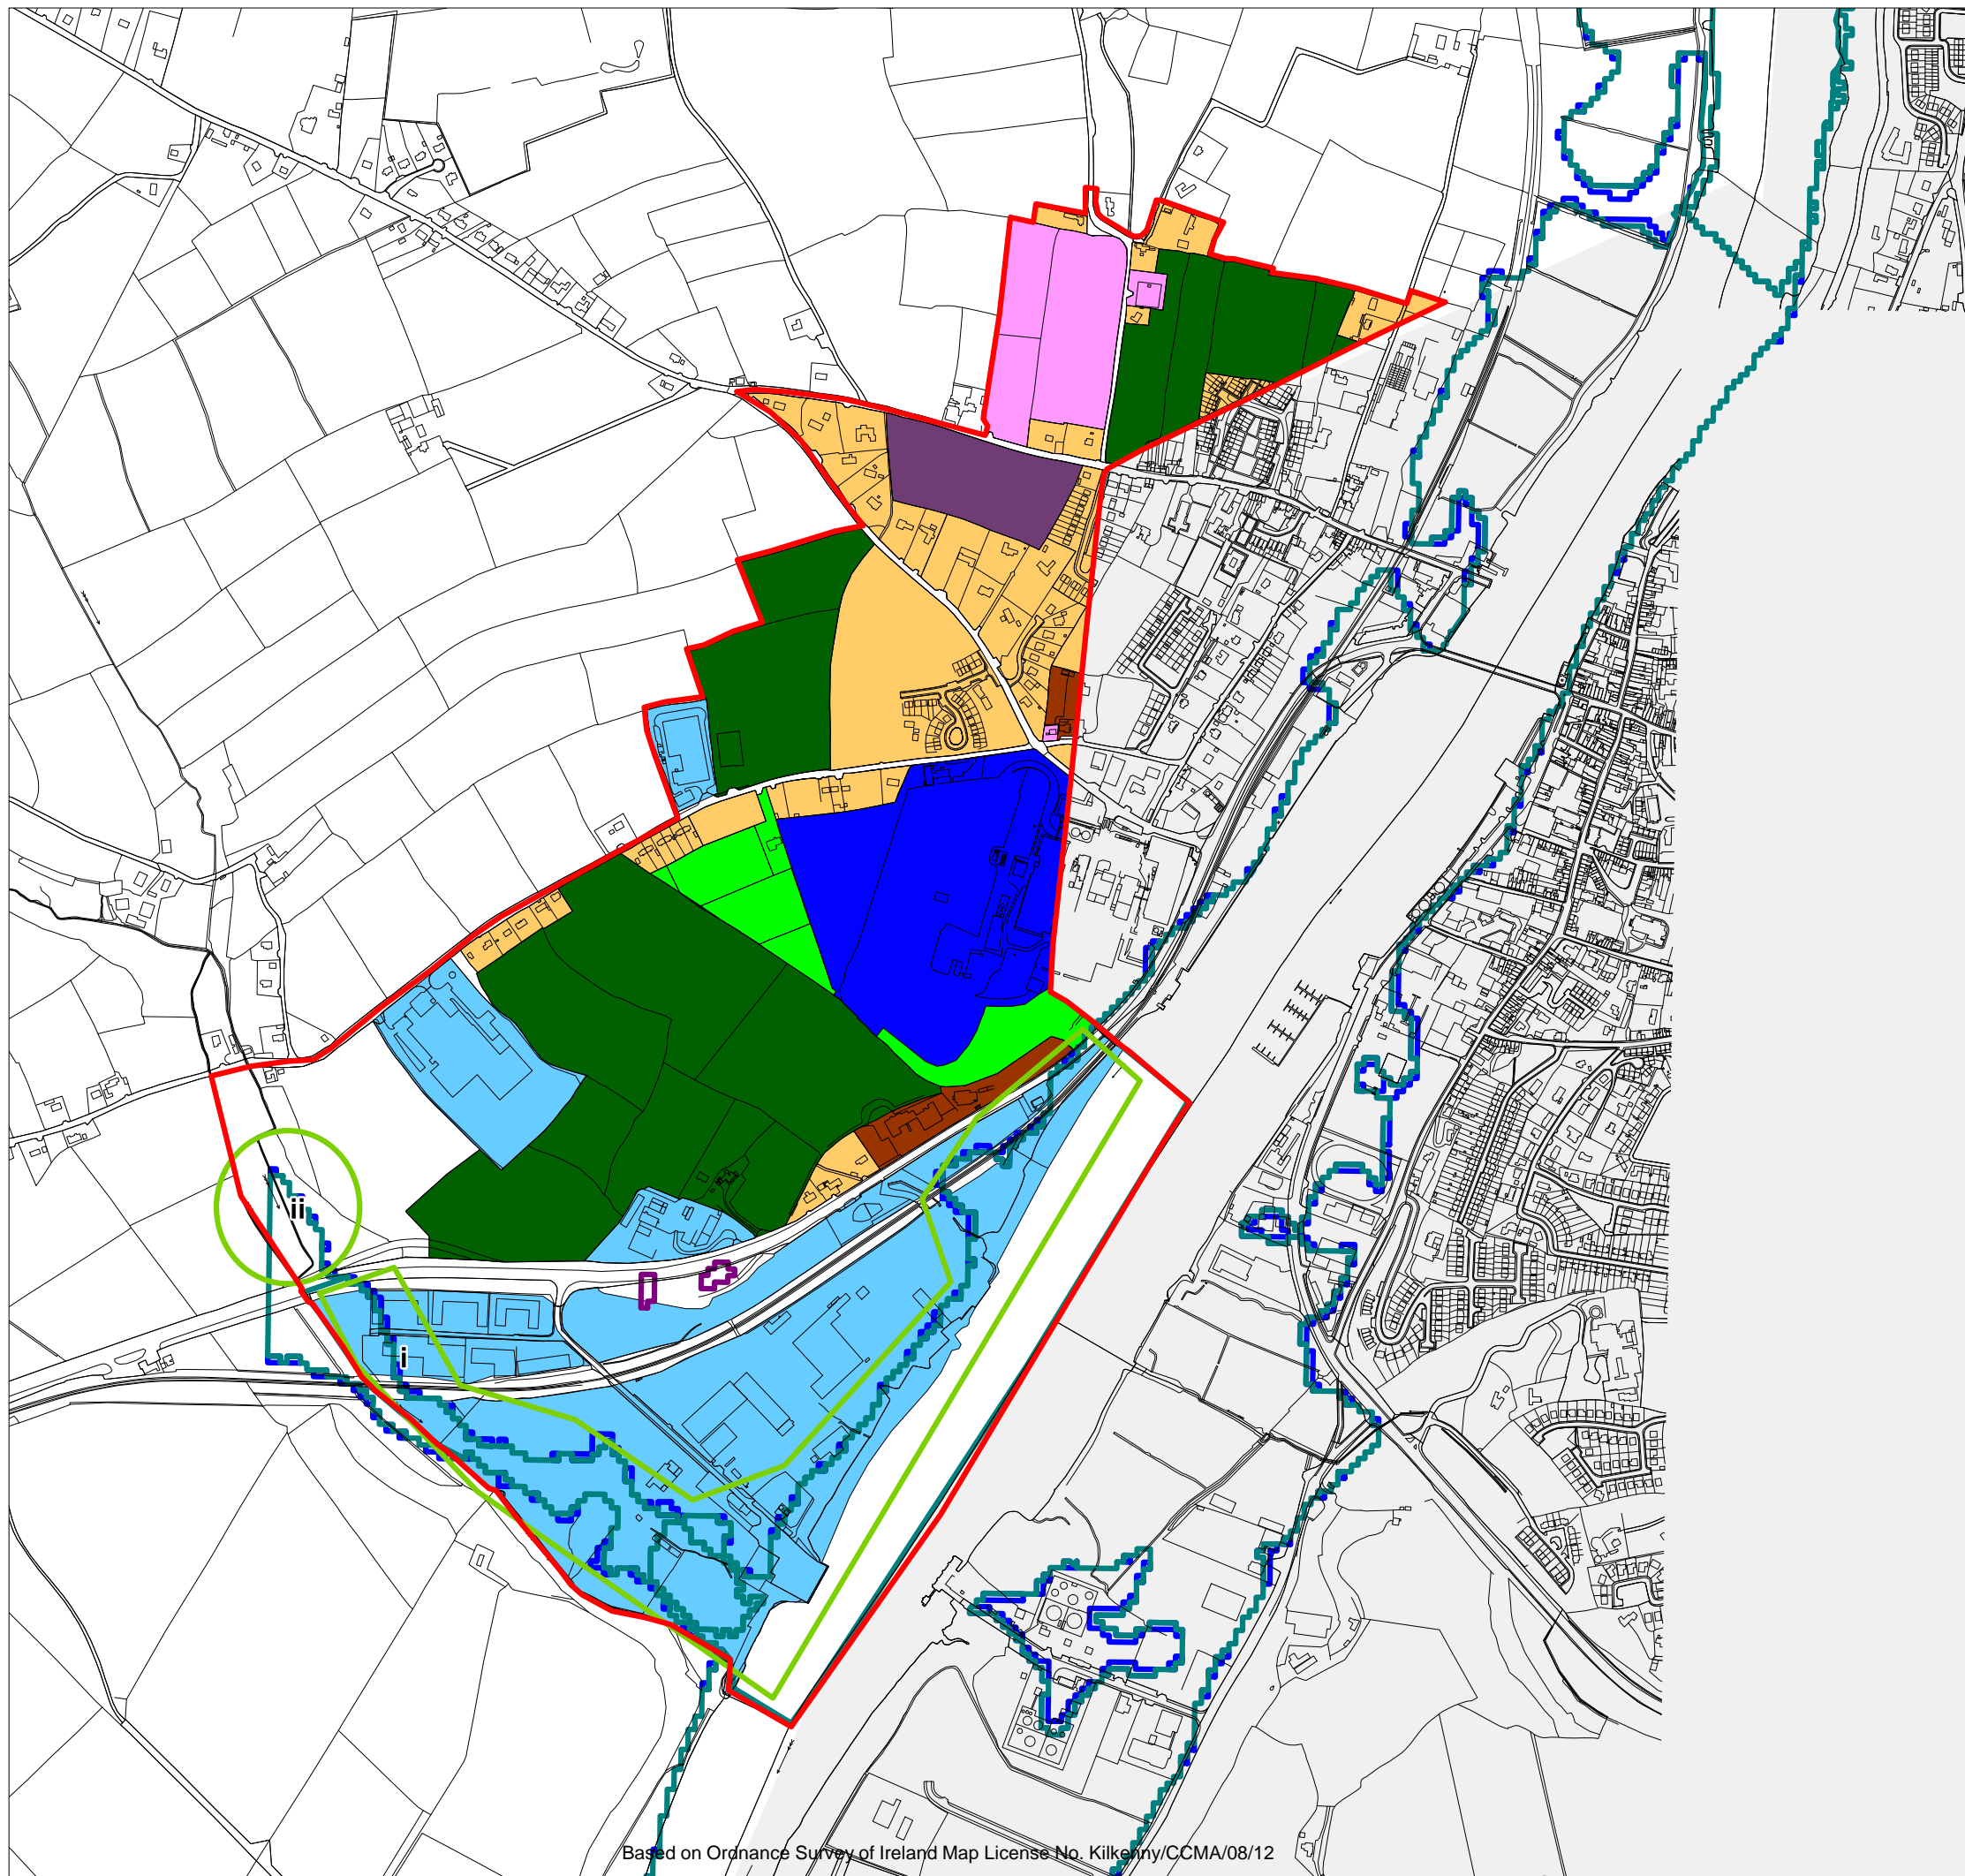 ii
i
Based on Ordnance Survey of Ireland Map License No. Kilkenny/CCMA/08/12